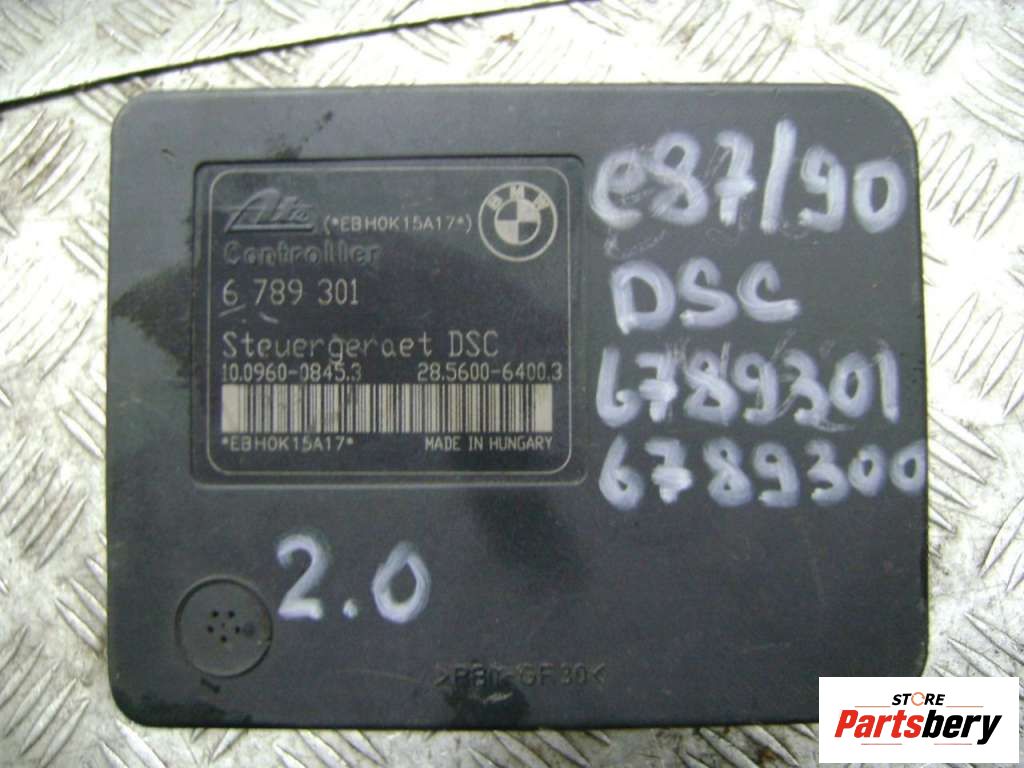 Ate (*EBH0K15A17*)
BMW
Controller
6 789 301
Steuergeraet DSC
10.0960-0845.3 28.5600-6400.3
*EBH0K15A17* MADE IN HUNGARY
e87/90
DSC
6789301
6789300
2.0
>PBT-GF30<
STORE
Partsbery